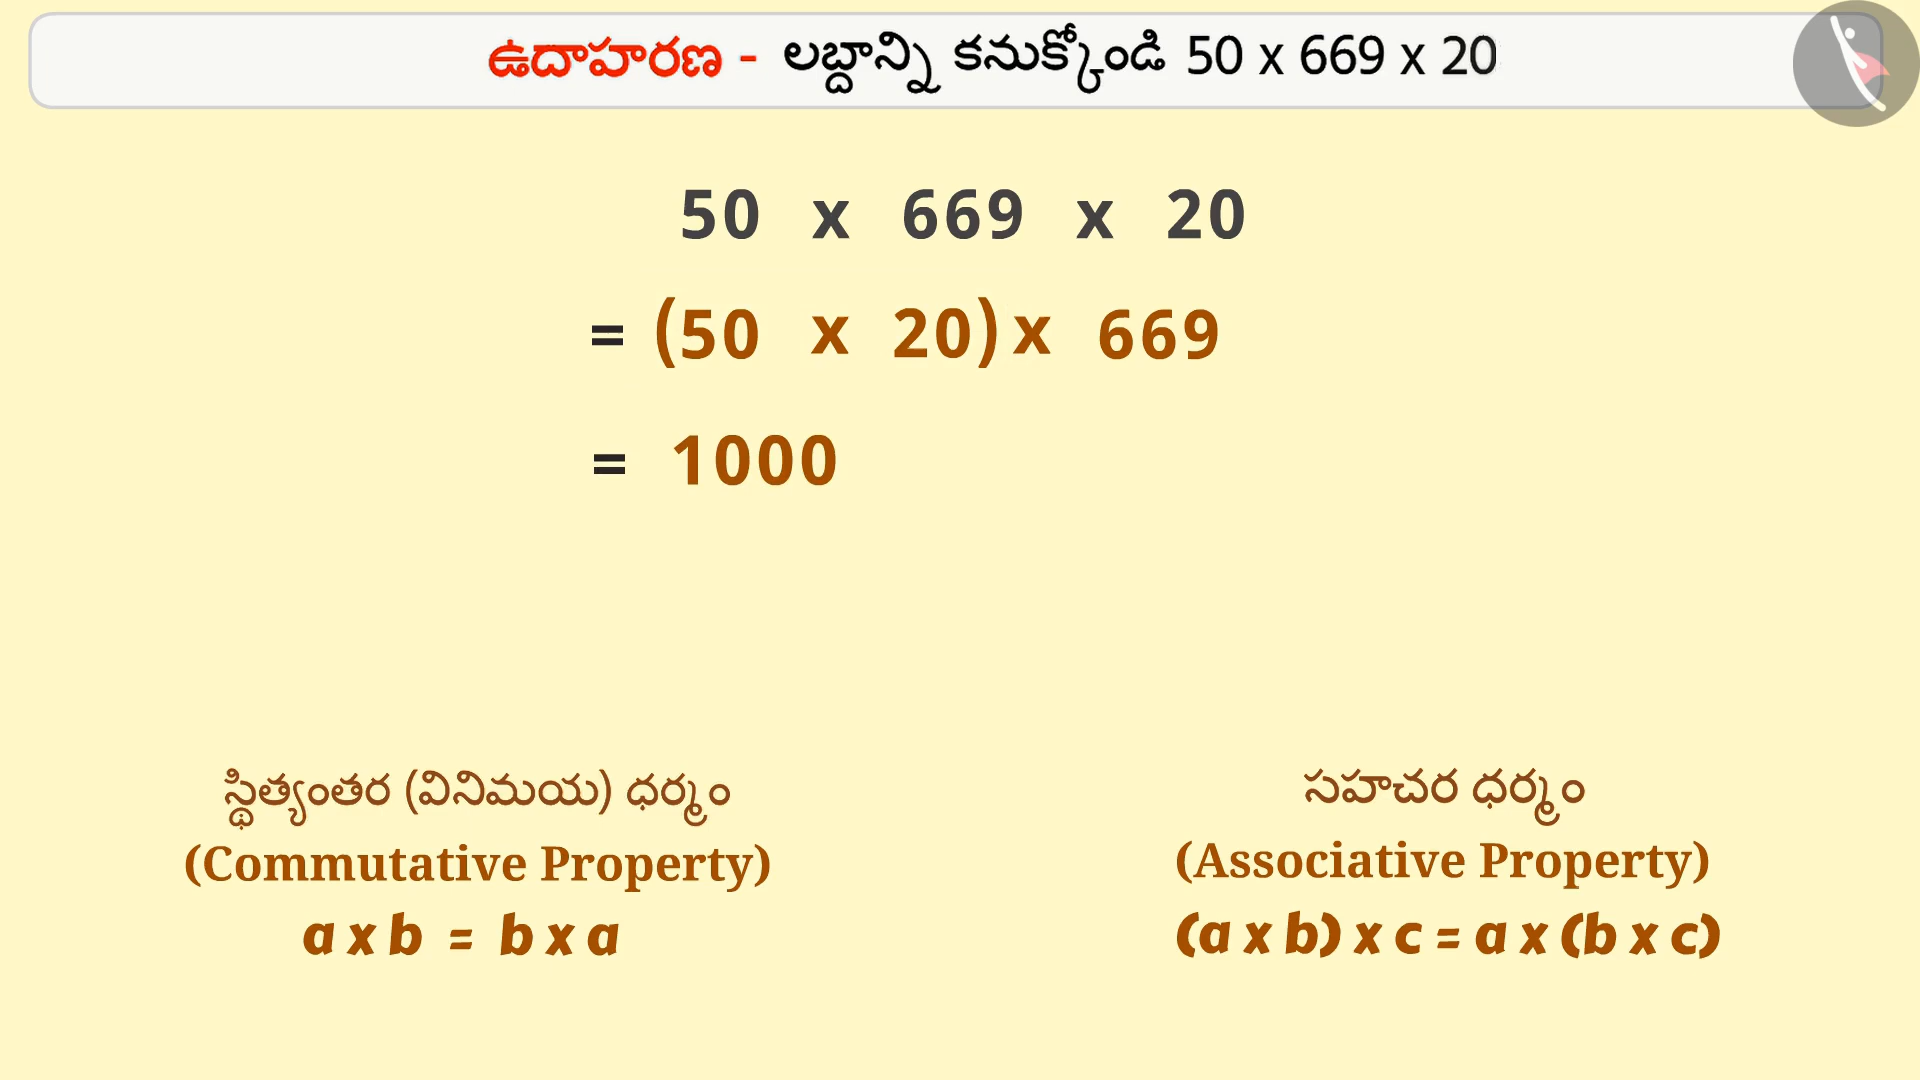 ఉదాహరణ - లబ్దాన్ని కనుక్కోండి 50 x 669 x 20
50 x 669 x 20
= (50 x 20) x 669
= 1000
స్థిత్యంతర (వినిమయ) ధర్మం
(Commutative Property)
a x b = b x a
సహచర ధర్మం
(Associative Property)
(a x b) x c = a x (b x c)